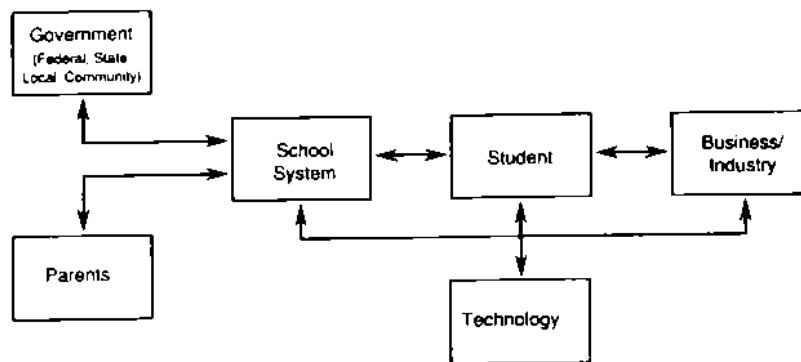 Government
(Federal, State
Local Community)
School
System
Student
Business/
Industry
Parents
Technology